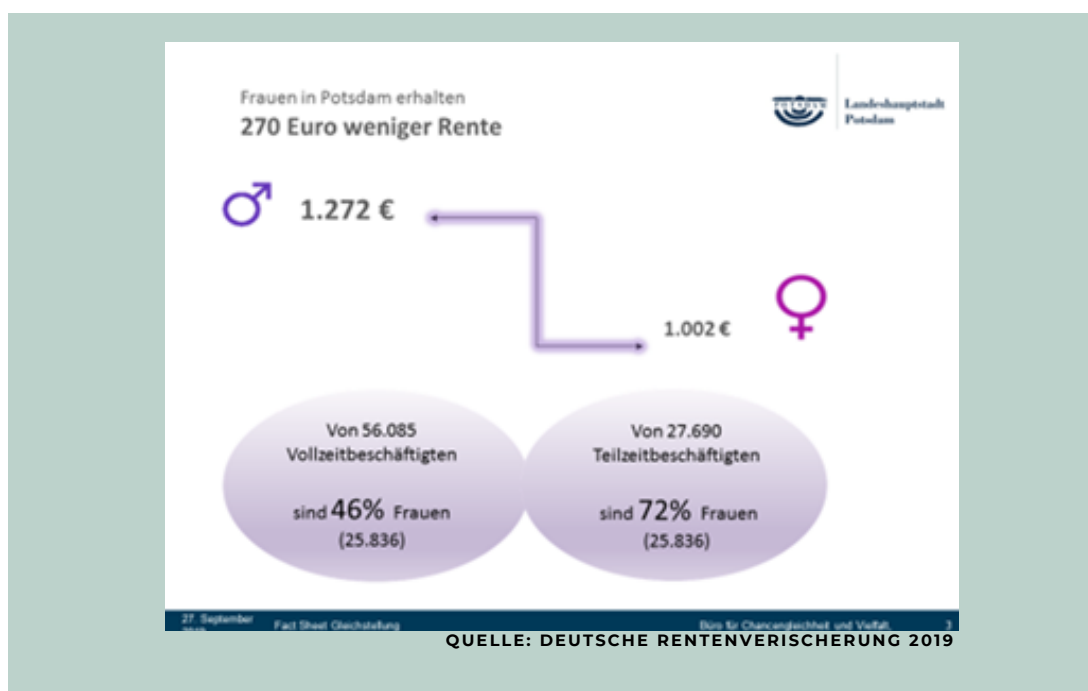 Frauen in Potsdam erhalten
270 Euro weniger Rente
POTSDAM
Landeshauptstadt
Potsdam
1.272 €
1.002 €
Von 56.085
Vollzeitbeschäftigten
sind 46% Frauen
(25.836)
Von 27.690
Teilzeitbeschäftigten
sind 72% Frauen
(25.836)
27. September
Fact Sheet Gleichstellung
Büro für Chancengleichheit und Vielfalt,
3
QUELLE: DEUTSCHE RENTENVERISCHERUNG 2019